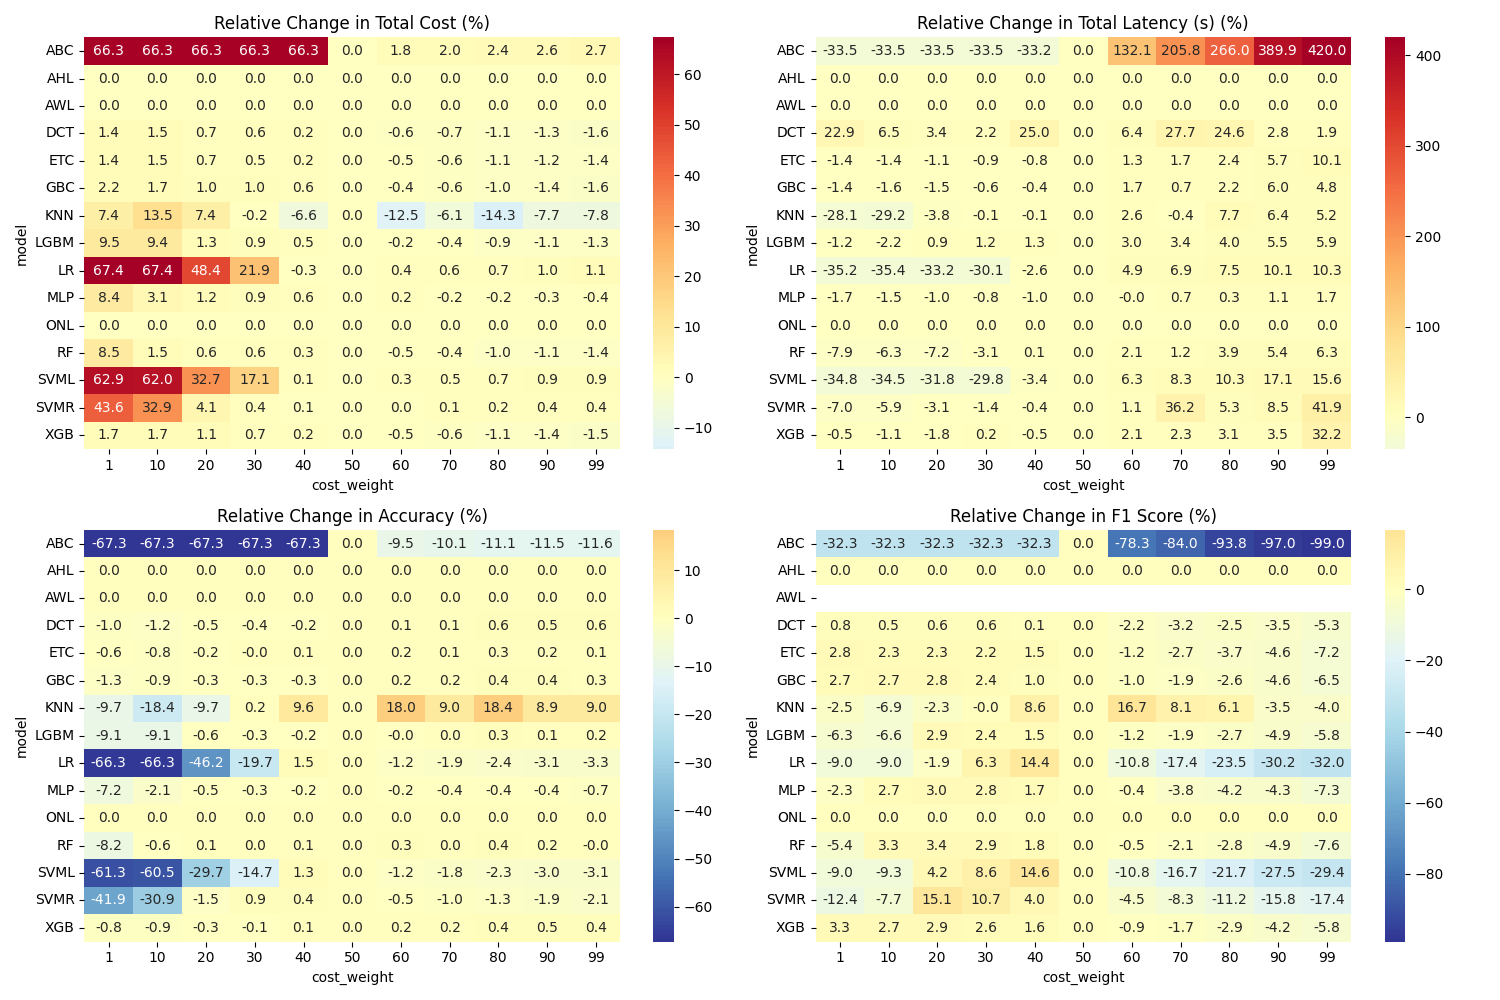 Relative Change in Total Cost (%)
model
ABC 66.3 66.3 66.3 66.3 66.3 0.0 1.8 2.0 2.4 2.6 2.7
AHL 0.0 0.0 0.0 0.0 0.0 0.0 0.0 0.0 0.0 0.0 0.0
AWL 0.0 0.0 0.0 0.0 0.0 0.0 0.0 0.0 0.0 0.0 0.0
DCT 1.4 1.5 0.7 0.6 0.2 0.0 -0.6 -0.7 -1.1 -1.3 -1.6
ETC 1.4 1.5 0.7 0.5 0.2 0.0 -0.5 -0.6 -1.1 -1.2 -1.4
GBC 2.2 1.7 1.0 1.0 0.6 0.0 -0.4 -0.6 -1.0 -1.4 -1.6
KNN 7.4 13.5 7.4 -0.2 -6.6 0.0 -12.5 -6.1 -14.3 -7.7 -7.8
LGBM 9.5 9.4 1.3 0.9 0.5 0.0 -0.2 -0.4 -0.9 -1.1 -1.3
LR 67.4 67.4 48.4 21.9 -0.3 0.0 0.4 0.6 0.7 1.0 1.1
MLP 8.4 3.1 1.2 0.9 0.6 0.0 0.2 -0.2 -0.2 -0.3 -0.4
ONL 0.0 0.0 0.0 0.0 0.0 0.0 0.0 0.0 0.0 0.0 0.0
RF 8.5 1.5 0.6 0.6 0.3 0.0 -0.5 -0.4 -1.0 -1.1 -1.4
SVML 62.9 62.0 32.7 17.1 0.1 0.0 0.3 0.5 0.7 0.9 0.9
SVMR 43.6 32.9 4.1 0.4 0.1 0.0 0.0 0.1 0.2 0.4 0.4
XGB 1.7 1.7 1.1 0.7 0.2 0.0 -0.5 -0.6 -1.1 -1.4 -1.5
1 10 20 30 40 50 60 70 80 90 99
cost_weight
60
50
40
30
20
10
0
−10
Relative Change in Total Latency (s) (%)
model
ABC -33.5 -33.5 -33.5 -33.5 -33.2 0.0 132.1 205.8 266.0 389.9 420.0
AHL 0.0 0.0 0.0 0.0 0.0 0.0 0.0 0.0 0.0 0.0 0.0
AWL 0.0 0.0 0.0 0.0 0.0 0.0 0.0 0.0 0.0 0.0 0.0
DCT 22.9 6.5 3.4 2.2 25.0 0.0 6.4 27.7 24.6 2.8 1.9
ETC -1.4 -1.4 -1.1 -0.9 -0.8 0.0 1.3 1.7 2.4 5.7 10.1
GBC -1.4 -1.6 -1.5 -0.6 -0.4 0.0 1.7 0.7 2.2 6.0 4.8
KNN -28.1 -29.2 -3.8 -0.1 -0.1 0.0 2.6 -0.4 7.7 6.4 5.2
LGBM -1.2 -2.2 0.9 1.2 1.3 0.0 3.0 3.4 4.0 5.5 5.9
LR -35.2 -35.4 -33.2 -30.1 -2.6 0.0 4.9 6.9 7.5 10.1 10.3
MLP -1.7 -1.5 -1.0 -0.8 -1.0 0.0 -0.0 0.7 0.3 1.1 1.7
ONL 0.0 0.0 0.0 0.0 0.0 0.0 0.0 0.0 0.0 0.0 0.0
RF -7.9 -6.3 -7.2 -3.1 0.1 0.0 2.1 1.2 3.9 5.4 6.3
SVML -34.8 -34.5 -31.8 -29.8 -3.4 0.0 6.3 8.3 10.3 17.1 15.6
SVMR -7.0 -5.9 -3.1 -1.4 -0.4 0.0 1.1 36.2 5.3 8.5 41.9
XGB -0.5 -1.1 -1.8 0.2 -0.5 0.0 2.1 2.3 3.1 3.5 32.2
1 10 20 30 40 50 60 70 80 90 99
cost_weight
400
300
200
100
0
Relative Change in Accuracy (%)
model
ABC -67.3 -67.3 -67.3 -67.3 -67.3 0.0 -9.5 -10.1 -11.1 -11.5 -11.6
AHL 0.0 0.0 0.0 0.0 0.0 0.0 0.0 0.0 0.0 0.0 0.0
AWL 0.0 0.0 0.0 0.0 0.0 0.0 0.0 0.0 0.0 0.0 0.0
DCT -1.0 -1.2 -0.5 -0.4 -0.2 0.0 0.1 0.1 0.6 0.5 0.6
ETC -0.6 -0.8 -0.2 -0.0 0.1 0.0 0.2 0.1 0.3 0.2 0.1
GBC -1.3 -0.9 -0.3 -0.3 -0.3 0.0 0.2 0.2 0.4 0.4 0.3
KNN -9.7 -18.4 -9.7 0.2 9.6 0.0 18.0 9.0 18.4 8.9 9.0
LGBM -9.1 -9.1 -0.6 -0.3 -0.2 0.0 -0.0 0.0 0.3 0.1 0.2
LR -66.3 -66.3 -46.2 -19.7 1.5 0.0 -1.2 -1.9 -2.4 -3.1 -3.3
MLP -7.2 -2.1 -0.5 -0.3 -0.2 0.0 -0.2 -0.4 -0.4 -0.4 -0.7
ONL 0.0 0.0 0.0 0.0 0.0 0.0 0.0 0.0 0.0 0.0 0.0
RF -8.2 -0.6 0.1 0.0 0.1 0.0 0.3 0.0 0.4 0.2 -0.0
SVML -61.3 -60.5 -29.7 -14.7 1.3 0.0 -1.2 -1.8 -2.3 -3.0 -3.1
SVMR -41.9 -30.9 -1.5 0.9 0.4 0.0 -0.5 -1.0 -1.3 -1.9 -2.1
XGB -0.8 -0.9 -0.3 -0.1 0.1 0.0 0.2 0.2 0.4 0.5 0.4
1 10 20 30 40 50 60 70 80 90 99
cost_weight
10
0
−10
−20
−30
−40
−50
−60
Relative Change in F1 Score (%)
model
ABC -32.3 -32.3 -32.3 -32.3 -32.3 0.0 -78.3 -84.0 -93.8 -97.0 -99.0
AHL 0.0 0.0 0.0 0.0 0.0 0.0 0.0 0.0 0.0 0.0 0.0
AWL
DCT 0.8 0.5 0.6 0.6 0.1 0.0 -2.2 -3.2 -2.5 -3.5 -5.3
ETC 2.8 2.3 2.3 2.2 1.5 0.0 -1.2 -2.7 -3.7 -4.6 -7.2
GBC 2.7 2.7 2.8 2.4 1.0 0.0 -1.0 -1.9 -2.6 -4.6 -6.5
KNN -2.5 -6.9 -2.3 -0.0 8.6 0.0 16.7 8.1 6.1 -3.5 -4.0
LGBM -6.3 -6.6 2.9 2.4 1.5 0.0 -1.2 -1.9 -2.7 -4.9 -5.8
LR -9.0 -9.0 -1.9 6.3 14.4 0.0 -10.8 -17.4 -23.5 -30.2 -32.0
MLP -2.3 2.7 3.0 2.8 1.7 0.0 -0.4 -3.8 -4.2 -4.3 -7.3
ONL 0.0 0.0 0.0 0.0 0.0 0.0 0.0 0.0 0.0 0.0 0.0
RF -5.4 3.3 3.4 2.9 1.8 0.0 -0.5 -2.1 -2.8 -4.9 -7.6
SVML -9.0 -9.3 4.2 8.6 14.6 0.0 -10.8 -16.7 -21.7 -27.5 -29.4
SVMR -12.4 -7.7 15.1 10.7 4.0 0.0 -4.5 -8.3 -11.2 -15.8 -17.4
XGB 3.3 2.7 2.9 2.6 1.6 0.0 -0.9 -1.7 -2.9 -4.2 -5.8
1 10 20 30 40 50 60 70 80 90 99
cost_weight
0
−20
−40
−60
−80